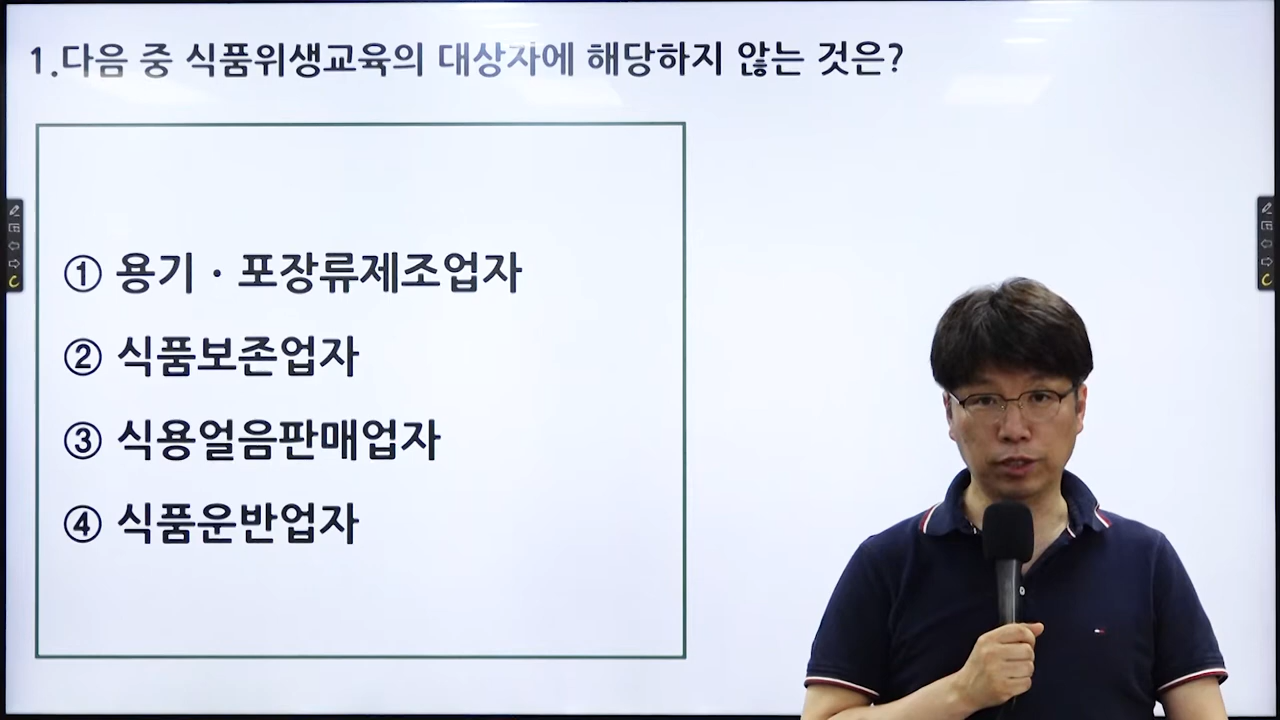 1.다음 중 식품위생교육의 대상자에 해당하지 않는 것은?
① 용기 · 포장류제조업자
② 식품보존업자
③ 식용얼음판매업자
④ 식품운반업자